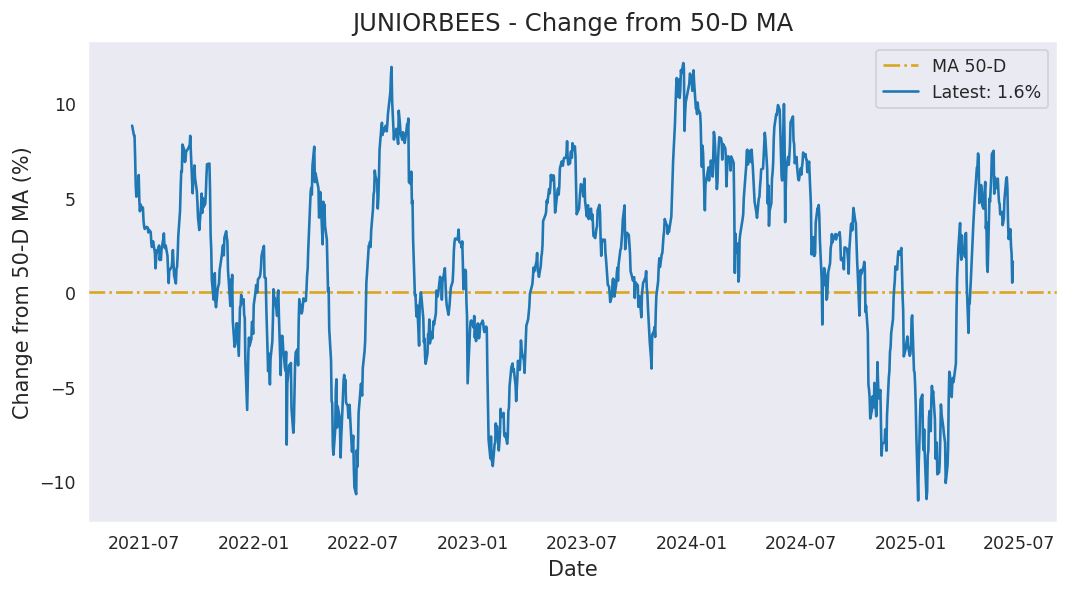 JUNIORBEES - Change from 50-D MA
MA 50-D
Latest: 1.6%
Change from 50-D MA (%)
10
5
0
−5
−10
2021-07 2022-01 2022-07 2023-01 2023-07 2024-01 2024-07 2025-01 2025-07
Date